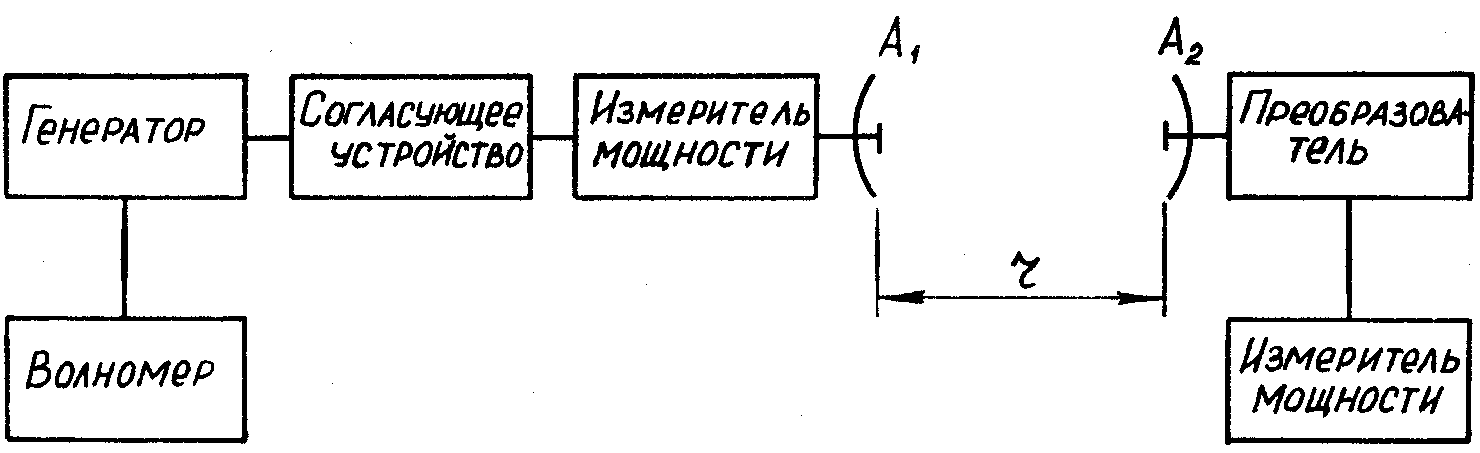 A₁
A₂
Генератор
Согласующее
устройство
Измеритель
мощности
Преобразова-
тель
r
Волномер
Измеритель
мощности